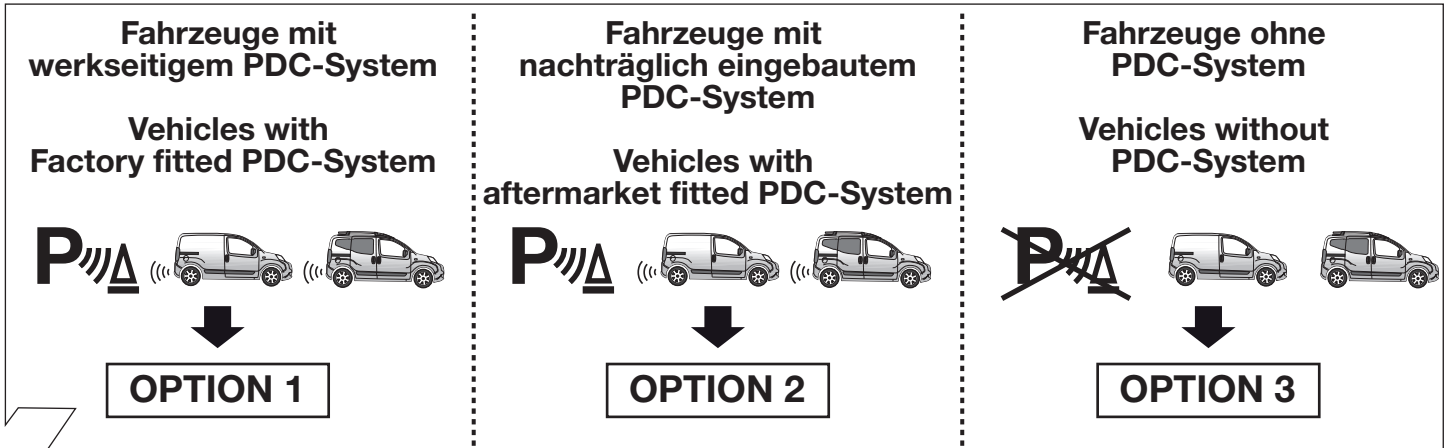 Fahrzeuge mit
werkseitigem PDC-System
Vehicles with
Factory fitted PDC-System
P
OPTION 1
Fahrzeuge mit
nachträglich eingebautem
PDC-System
Vehicles with
aftermarket fitted PDC-System
P
OPTION 2
Fahrzeuge ohne
PDC-System
Vehicles without
PDC-System
P
OPTION 3